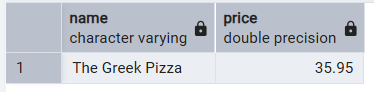 name price
character varying double precision
1 The Greek Pizza 35.95